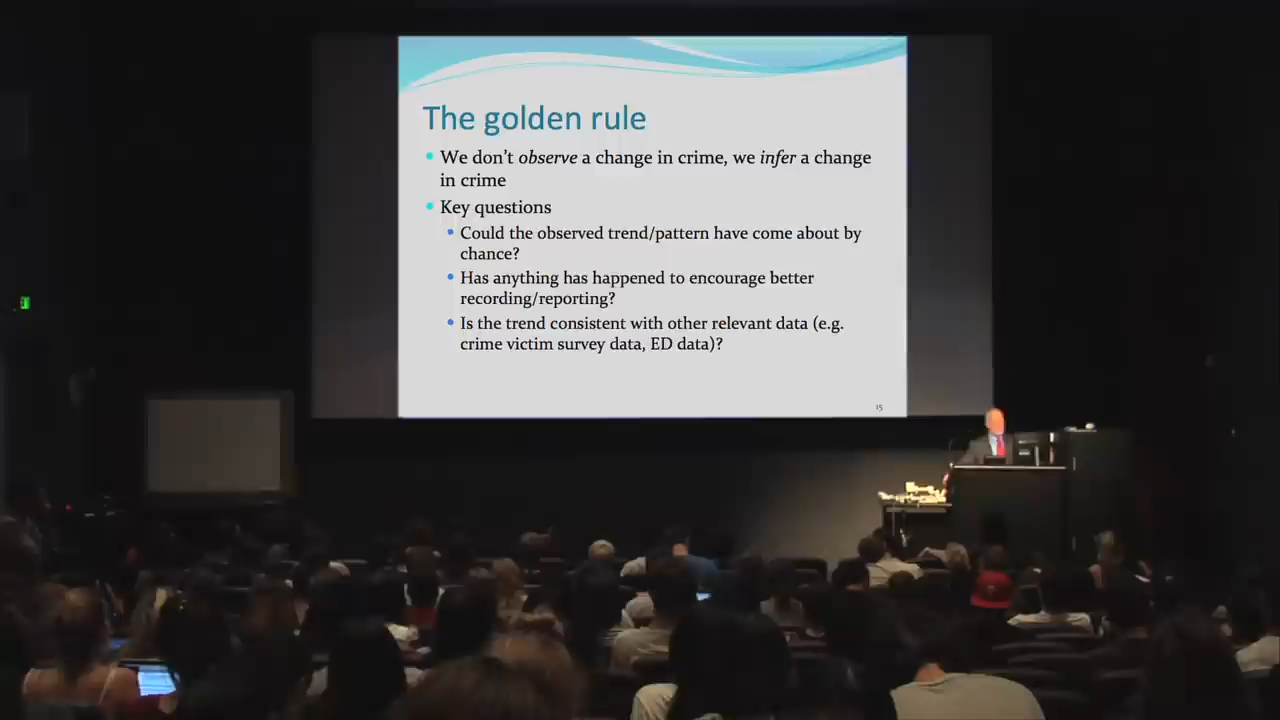 The golden rule
We don't observe a change in crime, we infer a change
in crime
Key questions
Could the observed trend/pattern have come about by
chance?
Has anything has happened to encourage better
recording/reporting?
Is the trend consistent with other relevant data (e.g.
crime victim survey data, ED data)?
15